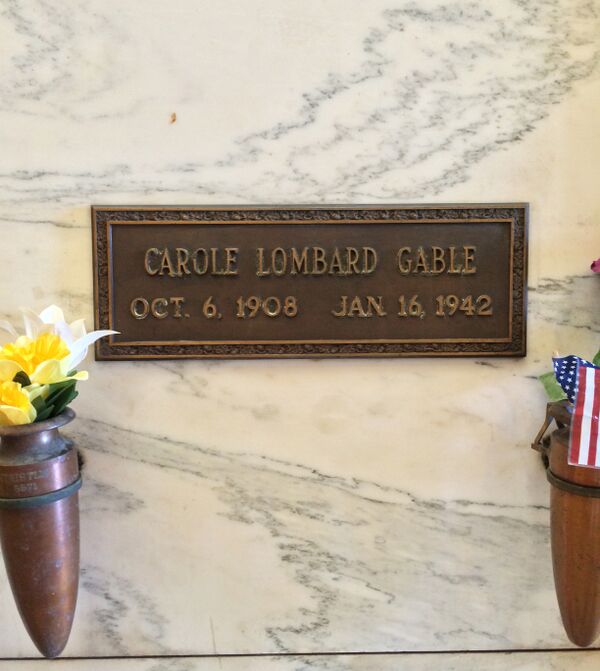 CAROLE LOMBARD GABLE
OCT. 6, 1908 JAN. 16, 1942